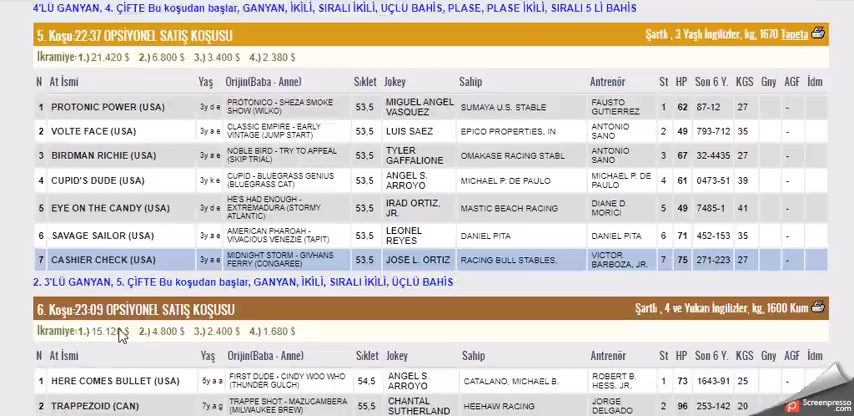 4'LÜ GANYAN, 4. ÇİFTE Bu koşudan başlar, GANYAN, İKİLİ, SIRALI İKİLİ, UÇLÜ BAHİS, PLASE, PLASE İKİLİ, SIRALI 5 Lİ BAHİS
5. Koşu:22:37 OPSİYONEL SATIŞ KOŞUSU Şartlı , 3 Yaşlı İngilizler, kg, 1670 Tapeta
İkramiye:1.) 21.420 $ 2.) 6.800 $ 3.) 3.400 $ 4.) 2.380 $
N At İsmi Yaş Orijin(Baba - Anne) Sıklet Jokey Sahip Antrenör St HP Son 6 Y. KGS Gny AGF İdm
1 PROTONIC POWER (USA) 3y d e PROTONICO - SHEZA SMOKE SHOW (WILKO) 53,5 MIGUEL ANGEL VASQUEZ SUMAYA U.S. STABLE FAUSTO GUTIERREZ 1 62 87-12 27 -
2 VOLTE FACE (USA) 3y d e CLASSIC EMPIRE - EARLY VINTAGE (JUMP START) 53,5 LUIS SAEZ EPICO PROPERTIES, IN ANTONIO SANO 2 49 793-712 35 -
3 BIRDMAN RICHIE (USA) 3y a e NOBLE BIRD - TRY TO APPEAL (SKIP TRIAL) 53,5 TYLER GAFFALIONE OMAKASE RACING STABL ANTONIO SANO 3 67 32-4435 27 -
4 CUPID'S DUDE (USA) 3y k e CUPID - BLUEGRASS GENIUS (BLUEGRASS CAT) 53,5 ANGEL S. ARROYO MICHAEL P. DE PAULO MICHAEL P. DE PAULO 4 61 0473-51 39 -
5 EYE ON THE CANDY (USA) 3y d e HE'S HAD ENOUGH - EXTREMADURA (STORMY ATLANTIC) 53,5 IRAD ORTIZ, JR. MASTIC BEACH RACING DIANE D. MORICI 5 49 7485-1 41 -
6 SAVAGE SAILOR (USA) 3y a e AMERICAN PHAROAH - VIVACIOUS VENEZIE (TAPIT) 53,5 LEONEL REYES DANIEL PITA DANIEL PITA 6 71 452-153 35 -
7 CASHIER CHECK (USA) 3y a e MIDNIGHT STORM - GIVHANS FERRY (CONGAREE) 53,5 JOSE L. ORTIZ RACING BULL STABLES, VICTOR BARBOZA, JR. 7 75 271-223 27 -
2. 3'LÜ GANYAN, 5. ÇİFTE Bu koşudan başlar, GANYAN, İKİLİ, SIRALI İKİLİ, ÜÇLÜ BAHİS
6. Koşu:23:09 OPSİYONEL SATIŞ KOŞUSU Şartlı , 4 ve Yukarı İngilizler, kg, 1600 Kum
İkramiye:1.) 15.120 $ 2.) 4.800 $ 3.) 2.400 $ 4.) 1.680 $
N At İsmi Yaş Orijin(Baba - Anne) Sıklet Jokey Sahip Antrenör St HP Son 6 Y. KGS Gny AGF İdm
1 HERE COMES BULLET (USA) 5y a e FIRST DUDE - CINDY WOO WHO (THUNDER GULCH) 54,5 ANGEL S. ARROYO CATALANO, MICHAEL B. ROBERT B. HESS, JR. 1 73 1643-91 25
2 TRAPPEZOID (CAN) 7y a g TRAPPE SHOT - MAZUCAMBERA (MILWAUKEE BREW) 55,5 CHANTAL SUTHERLAND HEEHAW RACING JORGE DELGADO 2 96 253-142 20
Screenpresso.com